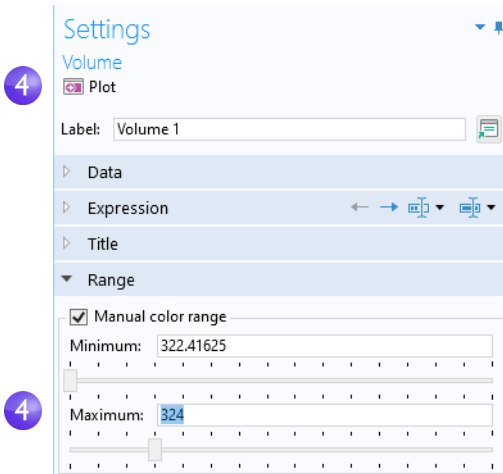 Settings
Volume
4
Plot
Label: Volume 1
Data
Expression
Title
Range
Manual color range
Minimum: 322.41625
4
Maximum: 324